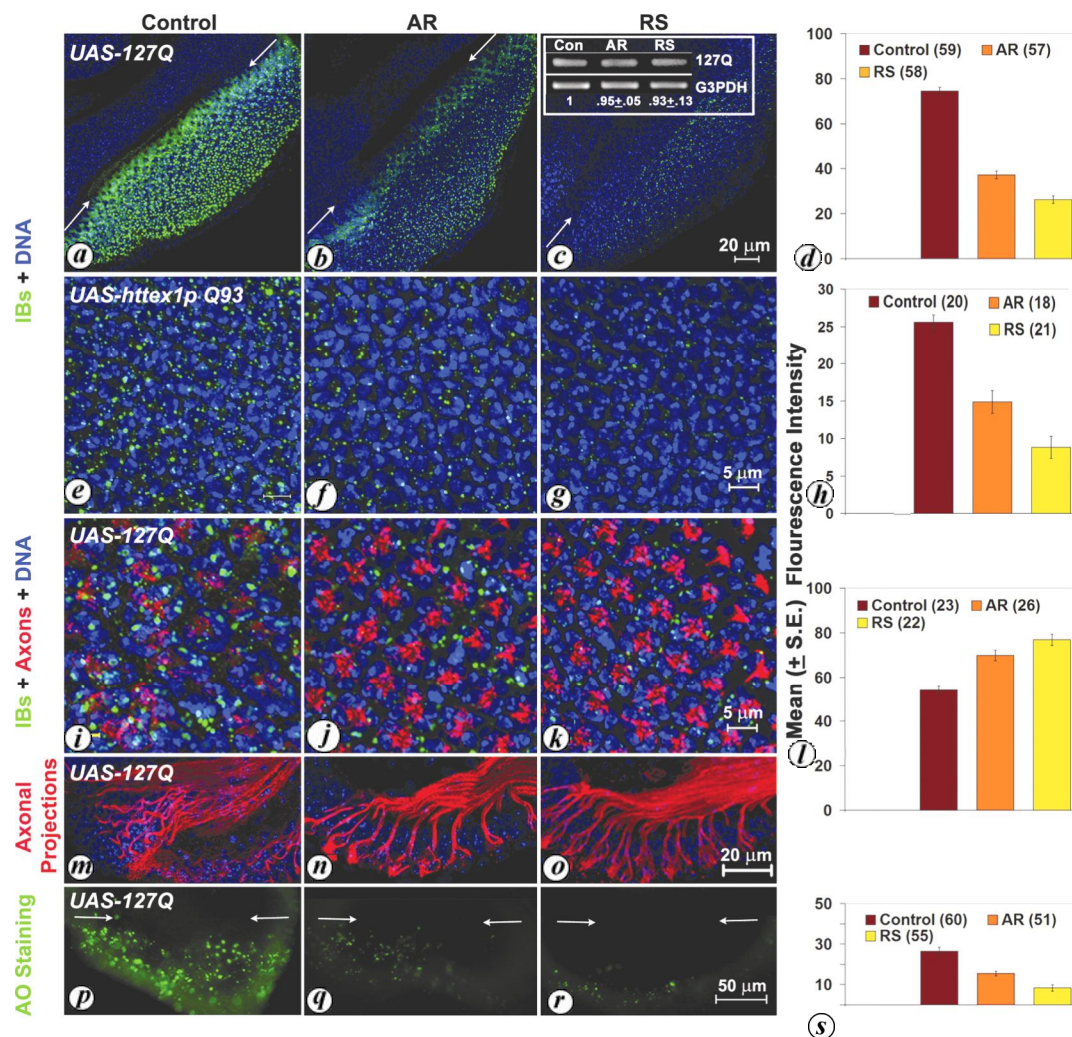 Control
AR
RS
UAS-127Q
Con AR RS
127Q
G3PDH
1 .95±.05 .93±.13
20 µm
a
b
c
IBs + DNA
UAS-httex1p Q93
5 µm
e
f
g
UAS-127Q
IBs + Axons + DNA
5 µm
i
j
k
UAS-127Q
Axonal
Projections
20 µm
m
n
o
UAS-127Q
AO Staining
50 µm
p
q
r
Mean (± S.E.) Flourescence Intensity
100
80
60
40
20
0
Control (59) AR (57)
RS (58)
d
30
25
20
15
10
5
0
Control (20) AR (18)
RS (21)
h
100
80
60
40
20
0
Control (23) AR (26)
RS (22)
l
50
30
10
Control (60) AR (51)
RS (55)
s